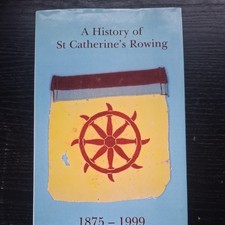 A History of
St Catherine's Rowing
1875 – 1999